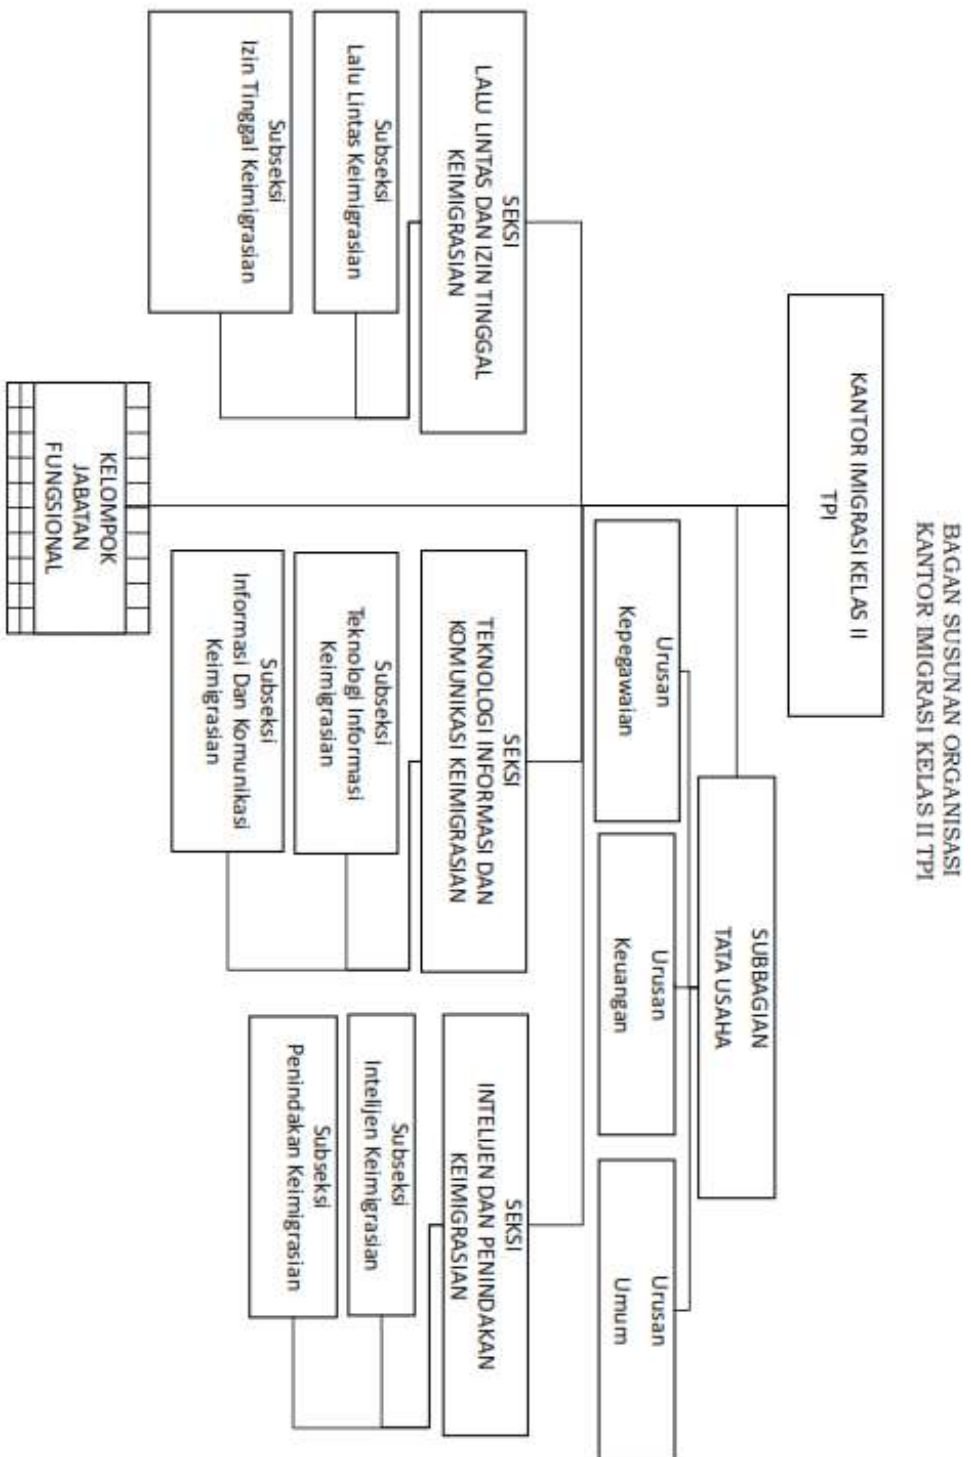 BAGAN SUSUNAN ORGANISASI
KANTOR IMIGRASI KELAS II TPI
KANTOR IMIGRASI KELAS II
TPI
SUBBAGIAN
TATA USAHA
Urusan
Kepegawaian
Urusan
Keuangan
Urusan
Umum
SEKSI
LALU LINTAS DAN IZIN TINGGAL
KEIMIGRASIAN
Subseksi
Lalu Lintas Keimigrasian
Subseksi
Izin Tinggal Keimigrasian
SEKSI
TEKNOLOGI INFORMASI DAN
KOMUNIKASI KEIMIGRASIAN
Subseksi
Teknologi Informasi
Keimigrasian
Subseksi
Informasi Dan Komunikasi
Keimigrasian
SEKSI
INTELIJEN DAN PENINDAKAN
KEIMIGRASIAN
Subseksi
Intelijen Keimigrasian
Subseksi
Penindakan Keimigrasian
KELOMPOK
JABATAN
FUNGSIONAL